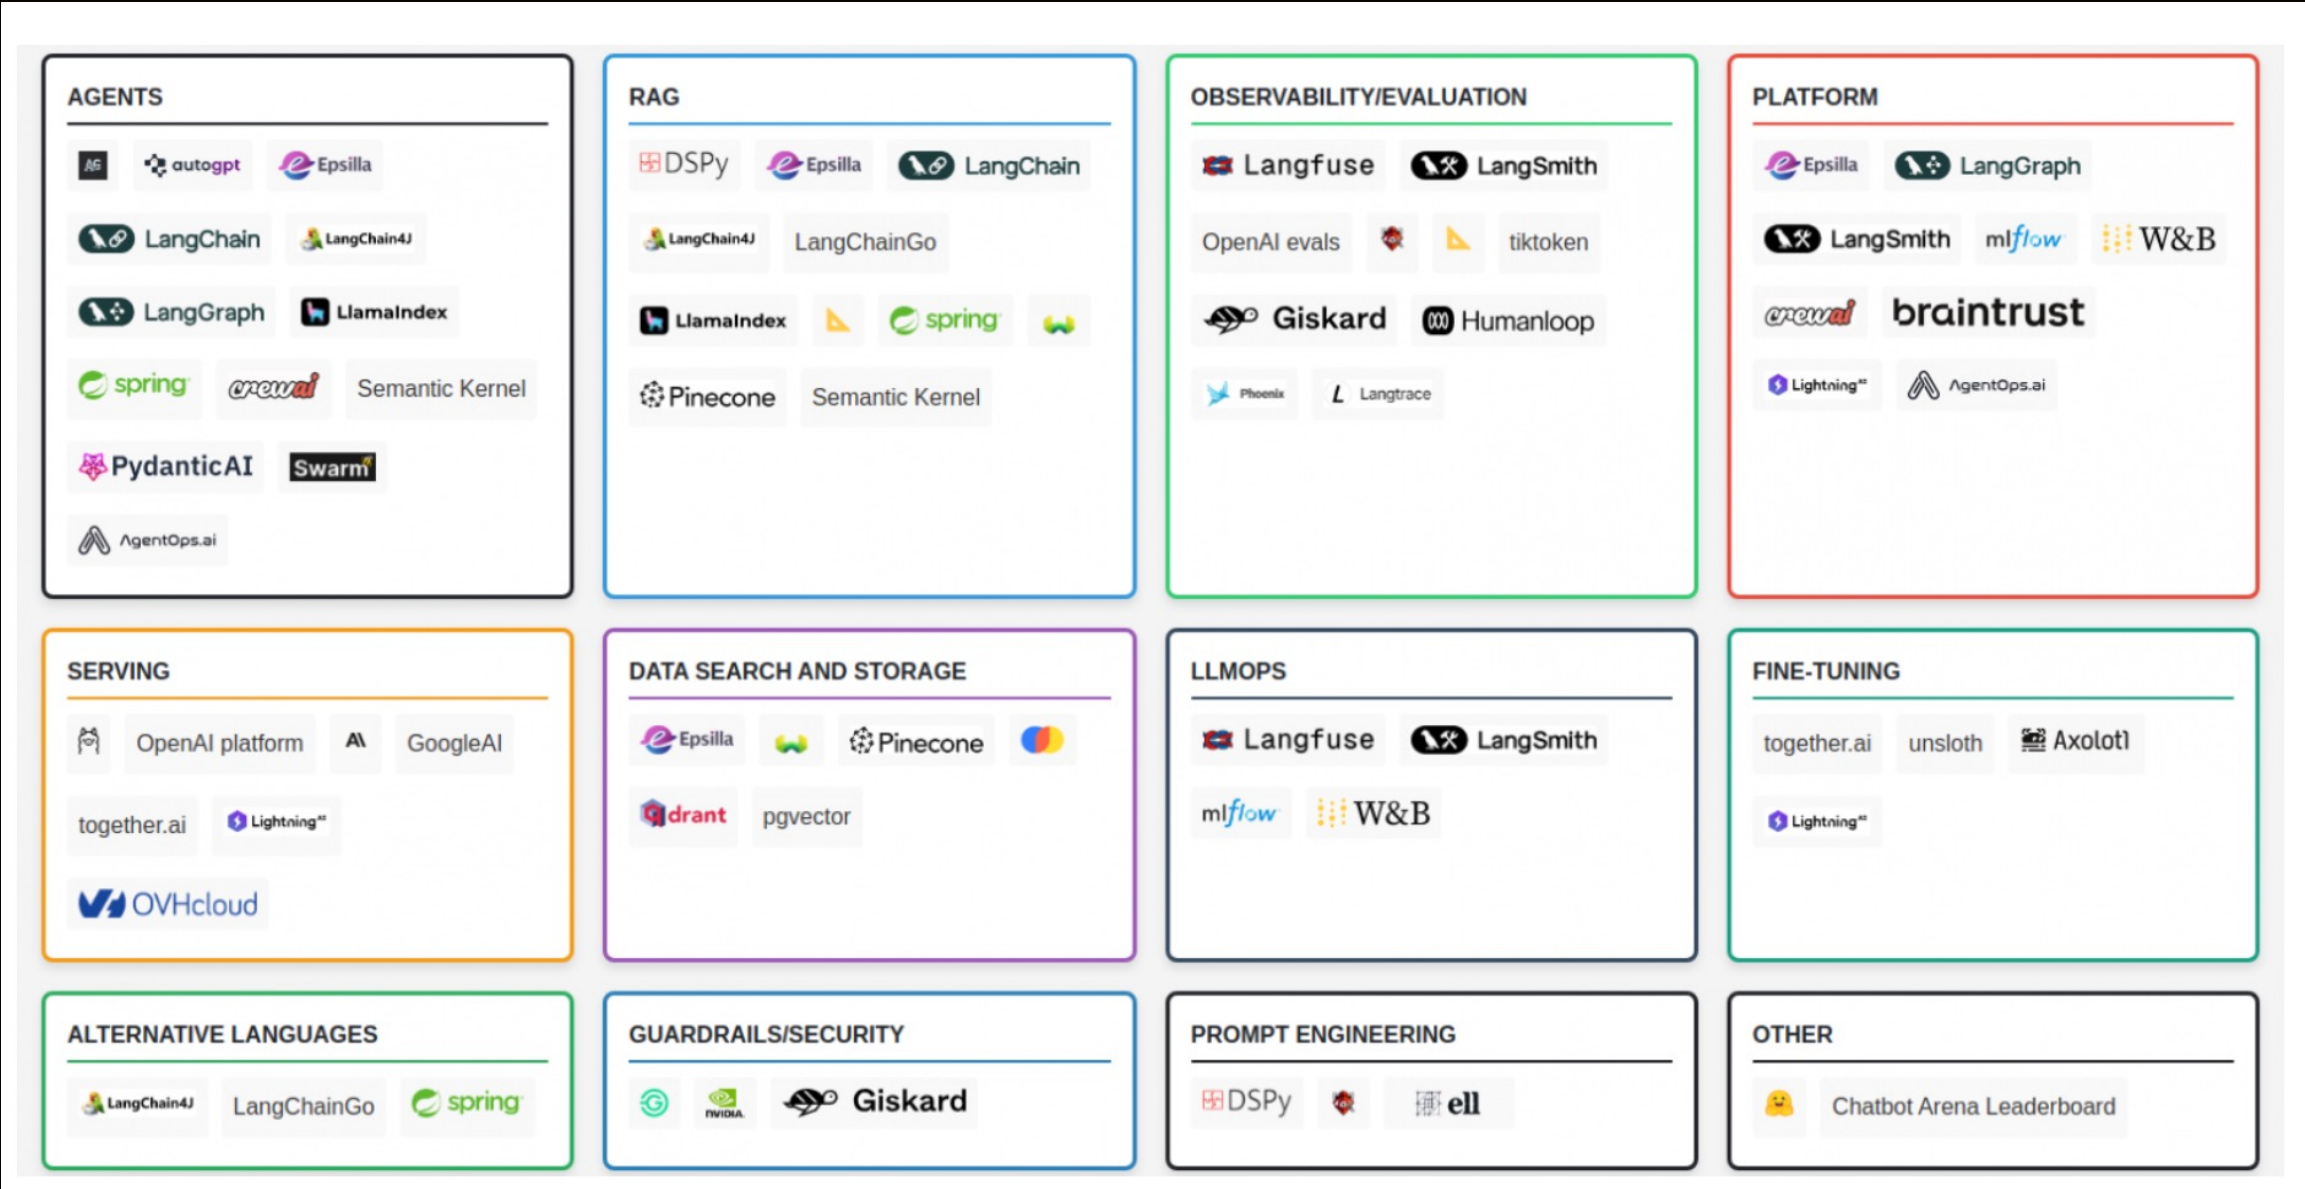 AGENTS
AG autogpt Epsilla
LangChain LangChain4J
LangGraph LlamaIndex
spring crewai Semantic Kernel
PydanticAI Swarm
AgentOps.ai
RAG
DSPy Epsilla LangChain
LangChain4J LangChainGo
LlamaIndex spring
Pinecone Semantic Kernel
OBSERVABILITY/EVALUATION
Langfuse LangSmith
OpenAI evals tiktoken
Giskard Humanloop
Phoenix L Langtrace
PLATFORM
Epsilla LangGraph
LangSmith mlflow W&B
crewai braintrust
Lightning AI AgentOps.ai
SERVING
OpenAI platform A\ GoogleAI
together.ai Lightning AI
OVHcloud
DATA SEARCH AND STORAGE
Epsilla Pinecone
qdrant pgvector
LLMOPS
Langfuse LangSmith
mlflow W&B
FINE-TUNING
together.ai unsloth Axolotl
Lightning AI
ALTERNATIVE LANGUAGES
LangChain4J LangChainGo spring
GUARDRAILS/SECURITY
G NVIDIA. Giskard
PROMPT ENGINEERING
DSPy ell
OTHER
Chatbot Arena Leaderboard